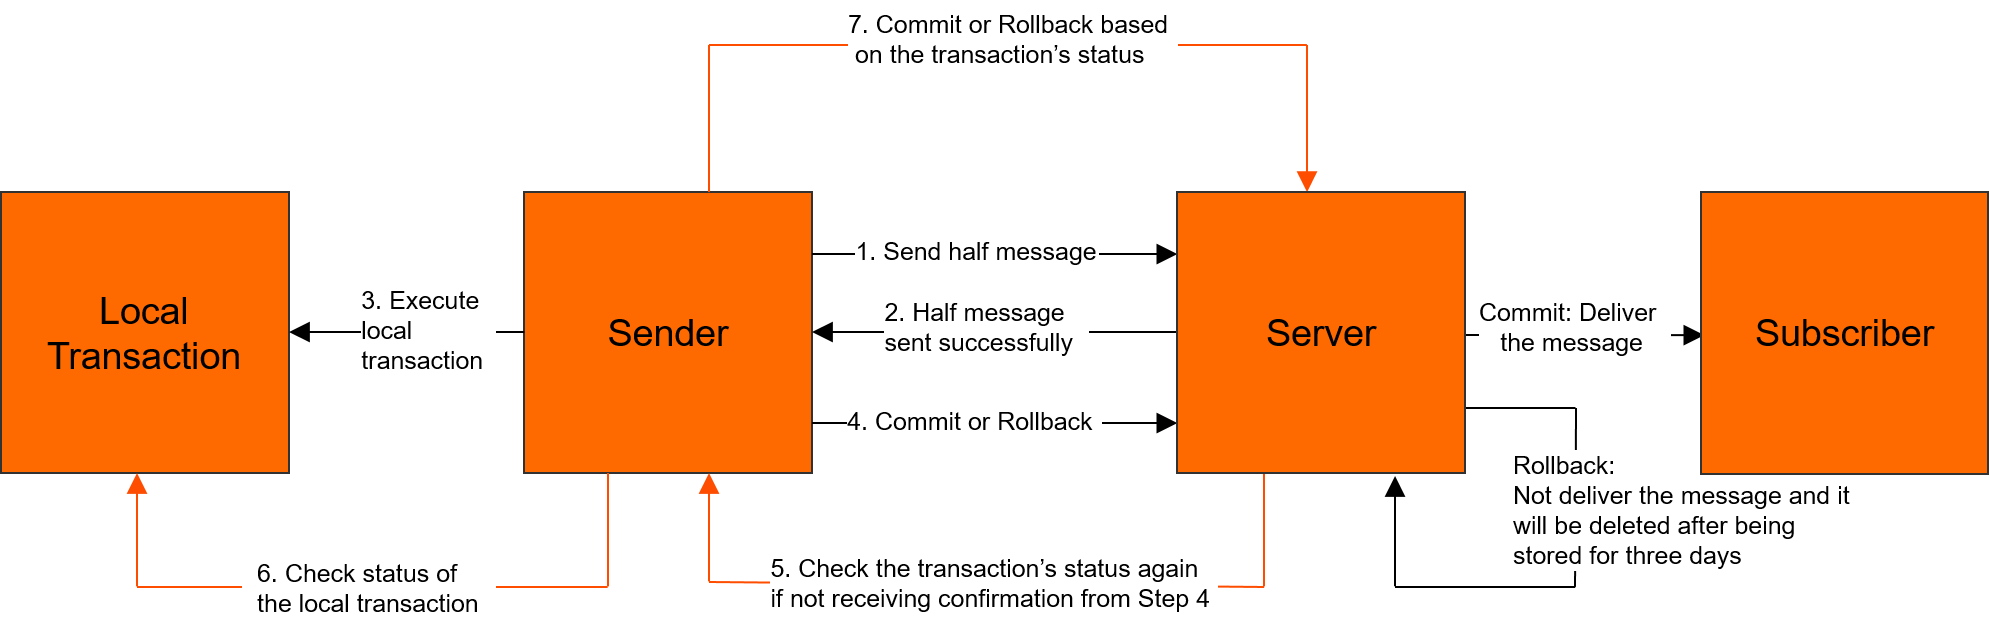 7. Commit or Rollback based
on the transaction’s status
Local
Transaction
3. Execute
local
transaction
Sender
1. Send half message
2. Half message
sent successfully
4. Commit or Rollback
Server
Commit: Deliver
the message
Subscriber
Rollback:
Not deliver the message and it
will be deleted after being
stored for three days
6. Check status of
the local transaction
5. Check the transaction’s status again
if not receiving confirmation from Step 4